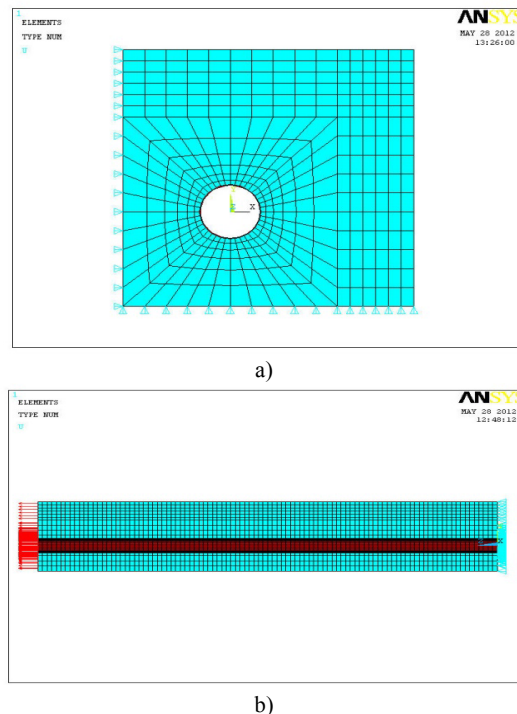 1
ELEMENTS
TYPE NUM
U
ANSYS
MAY 28 2012
13:26:00
Y
Z X
a)
1
ELEMENTS
TYPE NUM
U
ANSYS
MAY 28 2012
12:48:12
b)